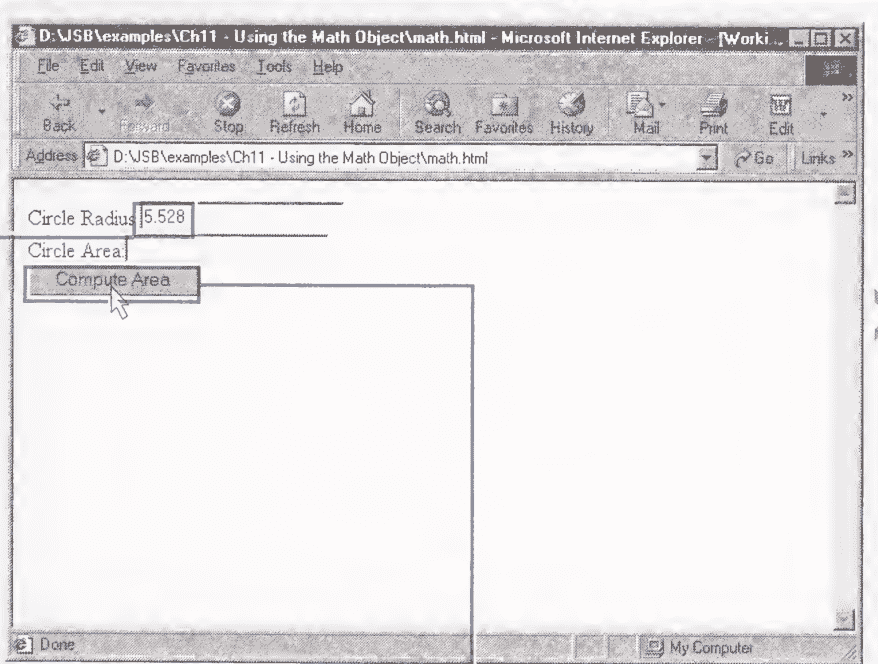 D:\JSB\examples\Ch11 - Using the Math Object\math.html - Microsoft Internet Explorer - [Worki...
File Edit View Favorites Tools Help
Back Forward Stop Refresh Home Search Favorites History Mail Print Edit »
Address D:\JSB\examples\Ch11 - Using the Math Object\math.html Go Links »
Circle Radius 5.528
Circle Area:
Compute Area
Done My Computer